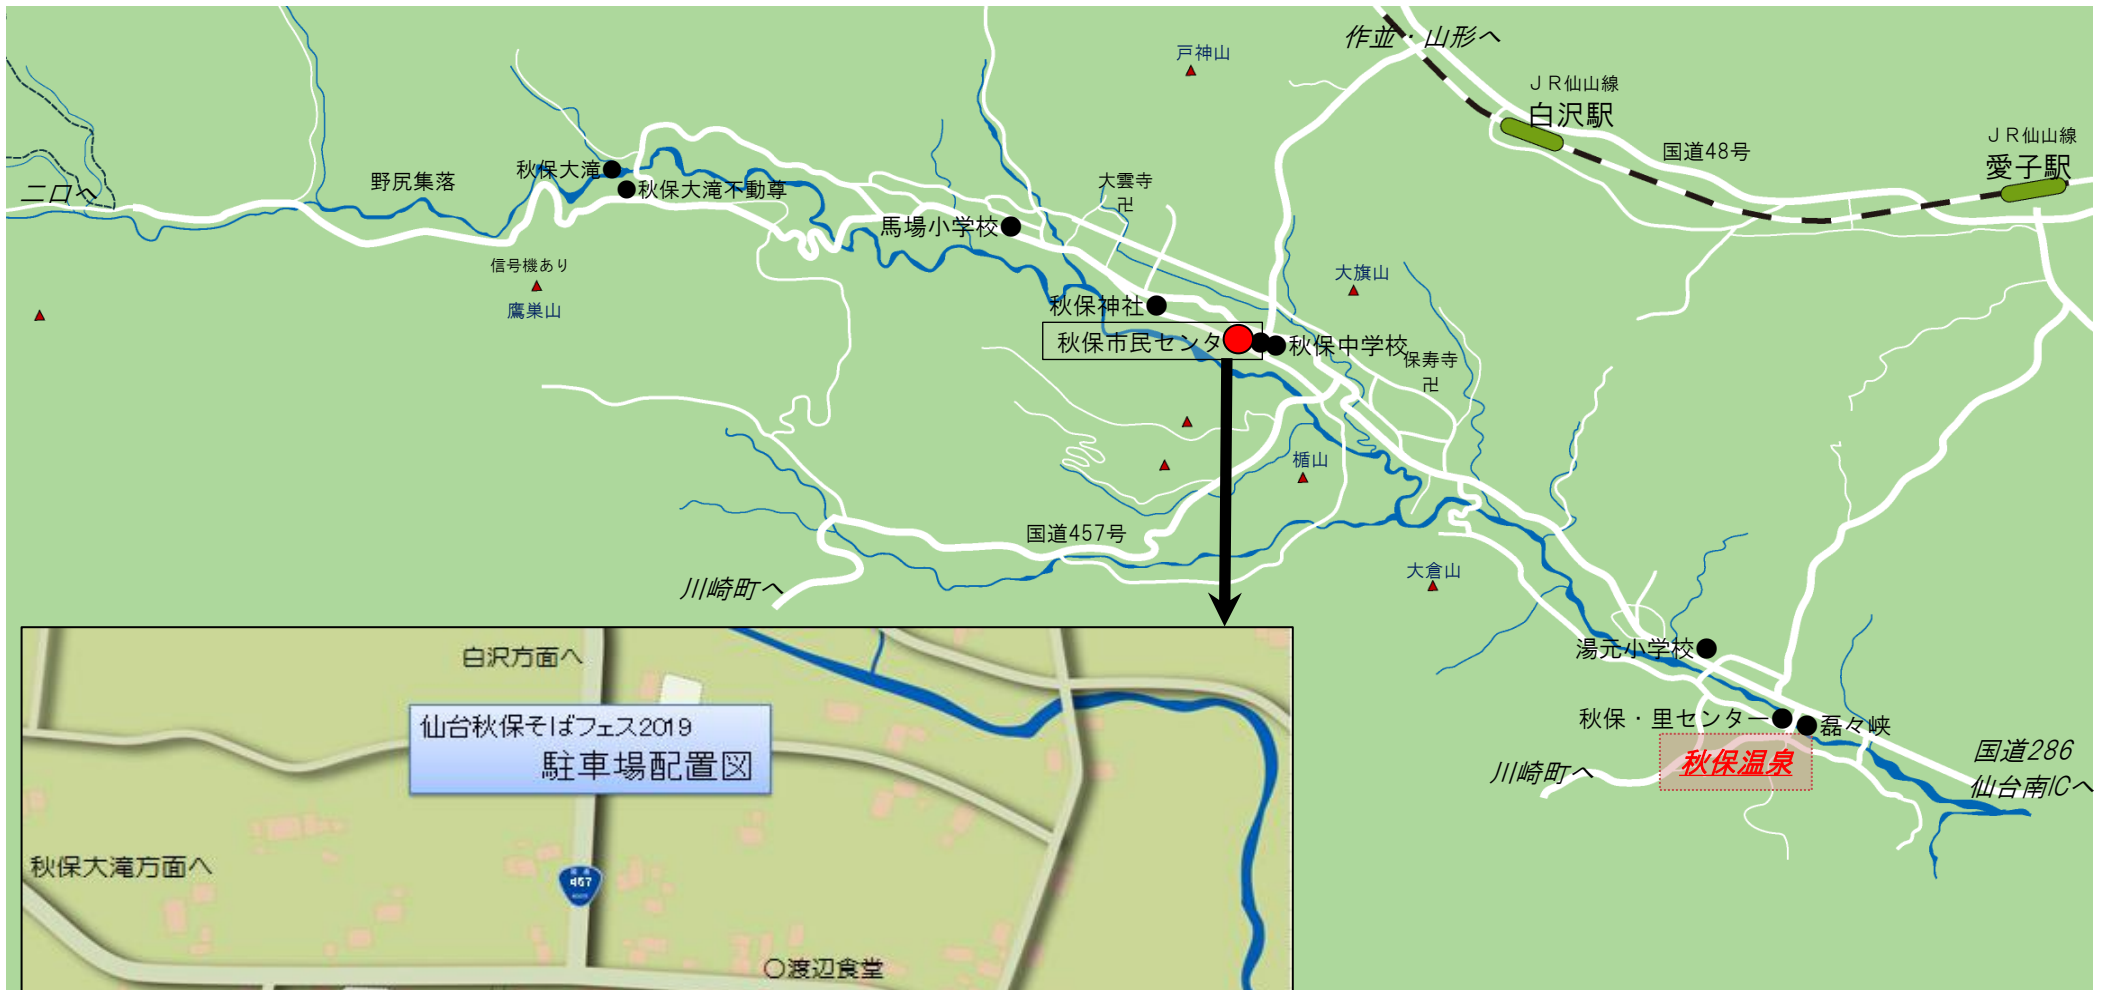 作並・山形へ
戸神山
ＪＲ仙山線
白沢駅
ＪＲ仙山線
愛子駅
国道48号
二口へ
野尻集落
秋保大滝
秋保大滝不動尊
大雲寺
卍
馬場小学校
信号機あり
鷹巣山
大旗山
秋保神社
秋保市民センタ
秋保中学校
保寿寺
卍
楯山
国道457号
川崎町へ
大倉山
湯元小学校
秋保・里センター
磊々峡
秋保温泉
川崎町へ
国道286
仙台南ICへ
白沢方面へ
仙台秋保そばフェス2019
駐車場配置図
秋保大滝方面へ
457
○渡辺食堂